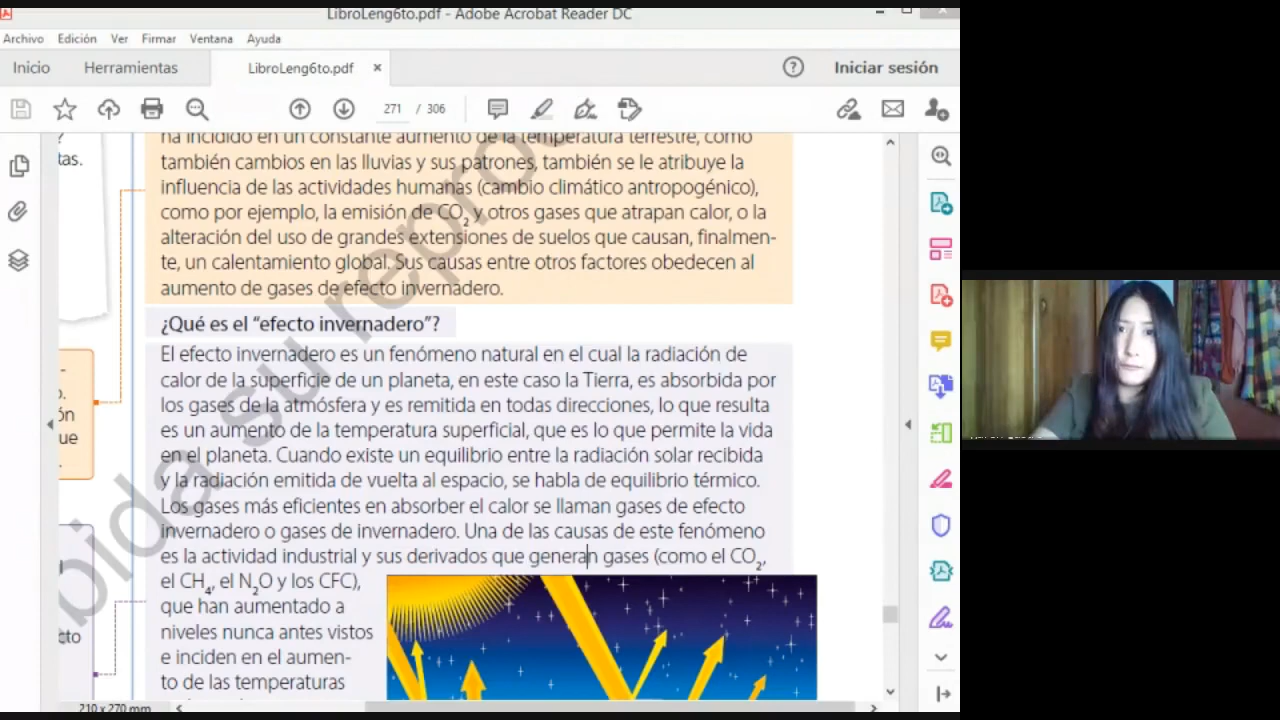 LibroLeng6to.pdf - Adobe Acrobat Reader DC
Archivo Edición Ver Firmar Ventana Ayuda
Inicio Herramientas LibroLeng6to.pdf × Iniciar sesión
271 / 306
?
tas.
-
o.
ón
ue
.
cto
ha incidido en un constante aumento de la temperatura terrestre, como
también cambios en las lluvias y sus patrones, también se le atribuye la
influencia de las actividades humanas (cambio climático antropogénico),
como por ejemplo, la emisión de CO2 y otros gases que atrapan calor, o la
alteración del uso de grandes extensiones de suelos que causan, finalmen-
te, un calentamiento global. Sus causas entre otros factores obedecen al
aumento de gases de efecto invernadero.
¿Qué es el “efecto invernadero”?
El efecto invernadero es un fenómeno natural en el cual la radiación de
calor de la superficie de un planeta, en este caso la Tierra, es absorbida por
los gases de la atmósfera y es remitida en todas direcciones, lo que resulta
es un aumento de la temperatura superficial, que es lo que permite la vida
en el planeta. Cuando existe un equilibrio entre la radiación solar recibida
y la radiación emitida de vuelta al espacio, se habla de equilibrio térmico.
Los gases más eficientes en absorber el calor se llaman gases de efecto
invernadero o gases de invernadero. Una de las causas de este fenómeno
es la actividad industrial y sus derivados que generan gases (como el CO2,
el CH4, el N2O y los CFC),
que han aumentado a
niveles nunca antes vistos
e inciden en el aumen-
to de las temperaturas
su repro
210 x 270 mm